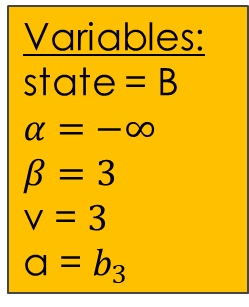 Variables:
state = B
α = −∞
β = 3
v = 3
a = b₃